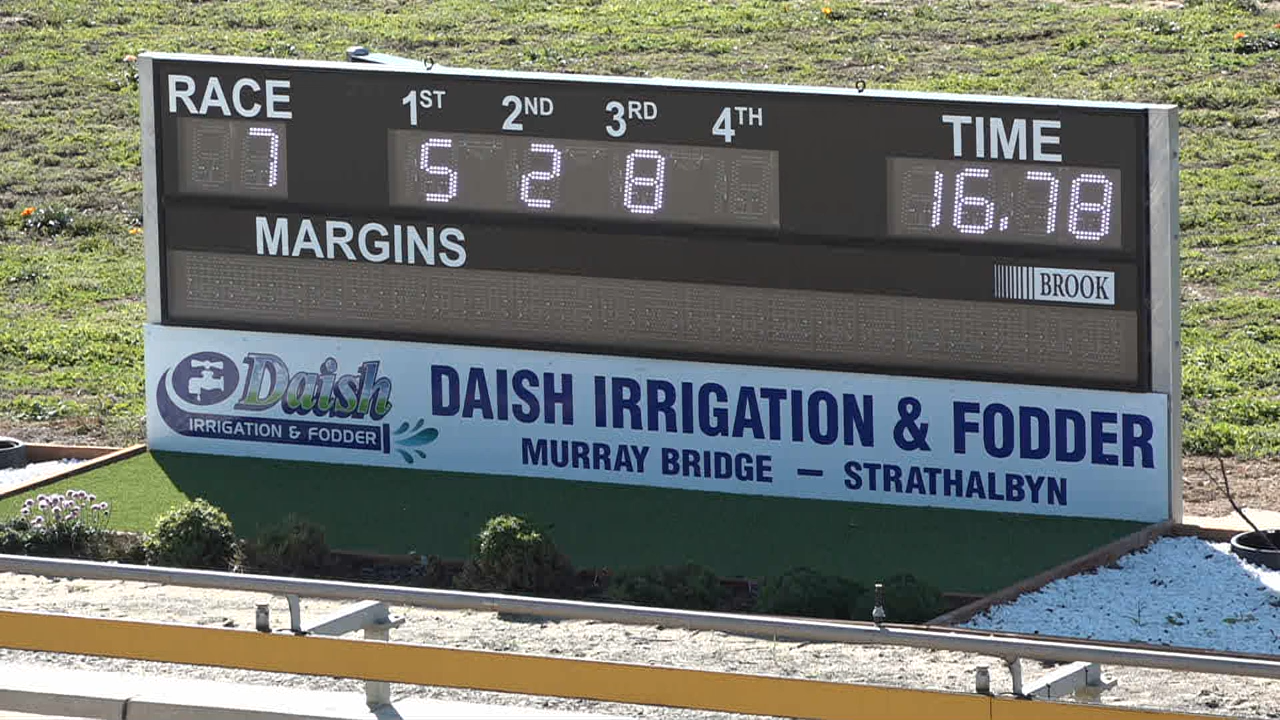 RACE 1ST 2ND 3RD 4TH TIME
7 5 2 8 16.78
MARGINS
BROOK
Daish
IRRIGATION & FODDER
DAISH IRRIGATION & FODDER
MURRAY BRIDGE – STRATHALBYN